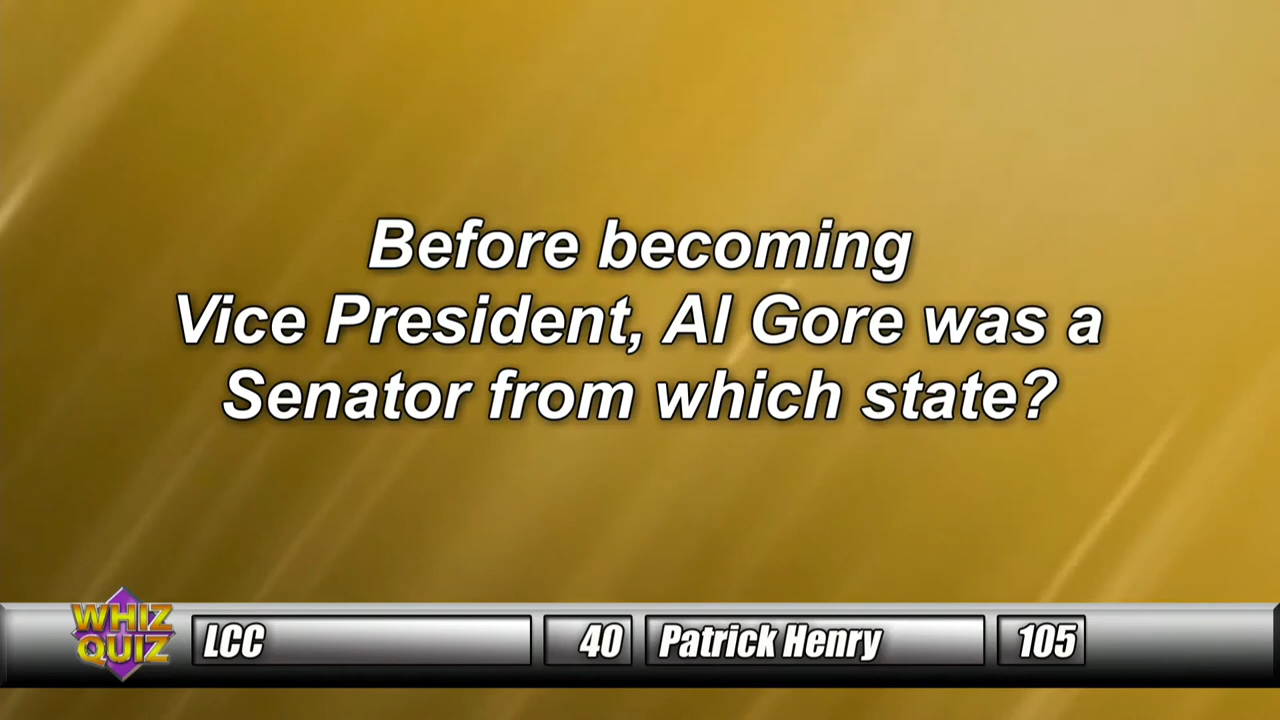 Before becoming
Vice President, Al Gore was a
Senator from which state?
WHIZ
QUIZ
LCC 40 Patrick Henry 105